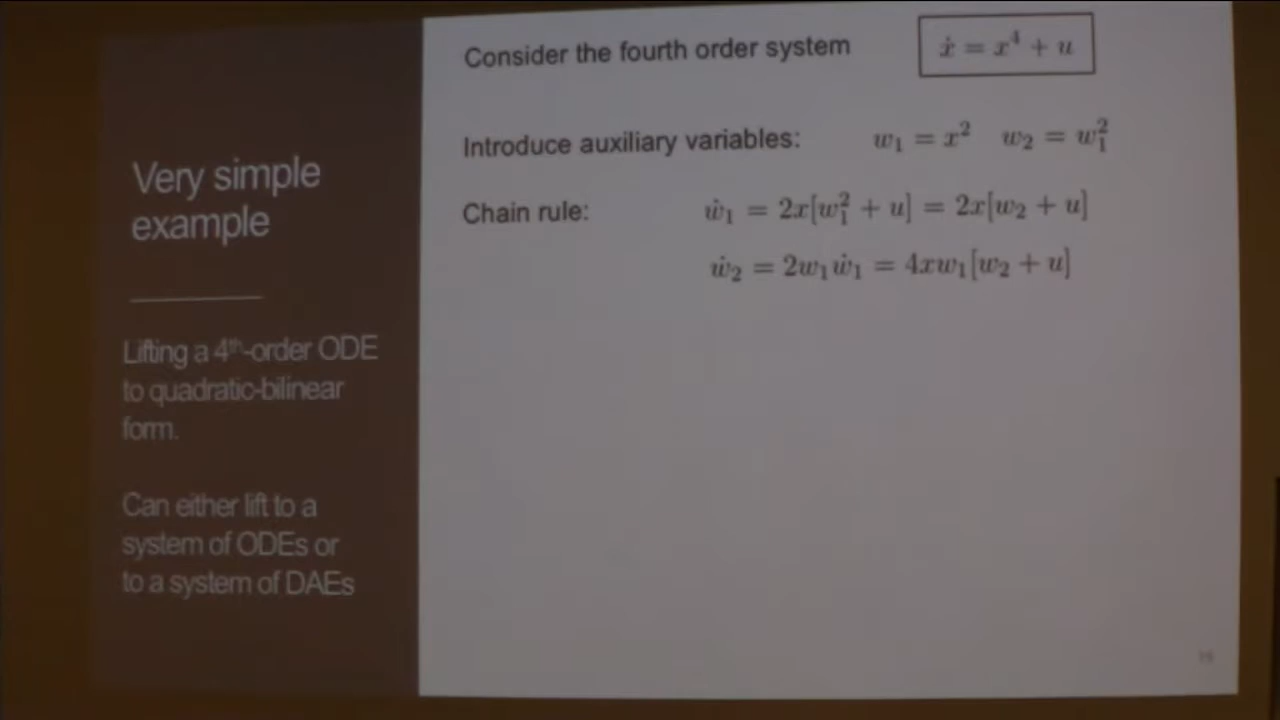 Very simple
example
Lifting a 4th-order ODE
to quadratic-bilinear
form.
Can either lift to a
system of ODEs or
to a system of DAEs
Consider the fourth order system
ẋ = x⁴ + u
Introduce auxiliary variables: w₁ = x² w₂ = w₁²
Chain rule: ẇ₁ = 2x[w₁² + u] = 2x[w₂ + u]
ẇ₂ = 2w₁ẇ₁ = 4xw₁[w₂ + u]